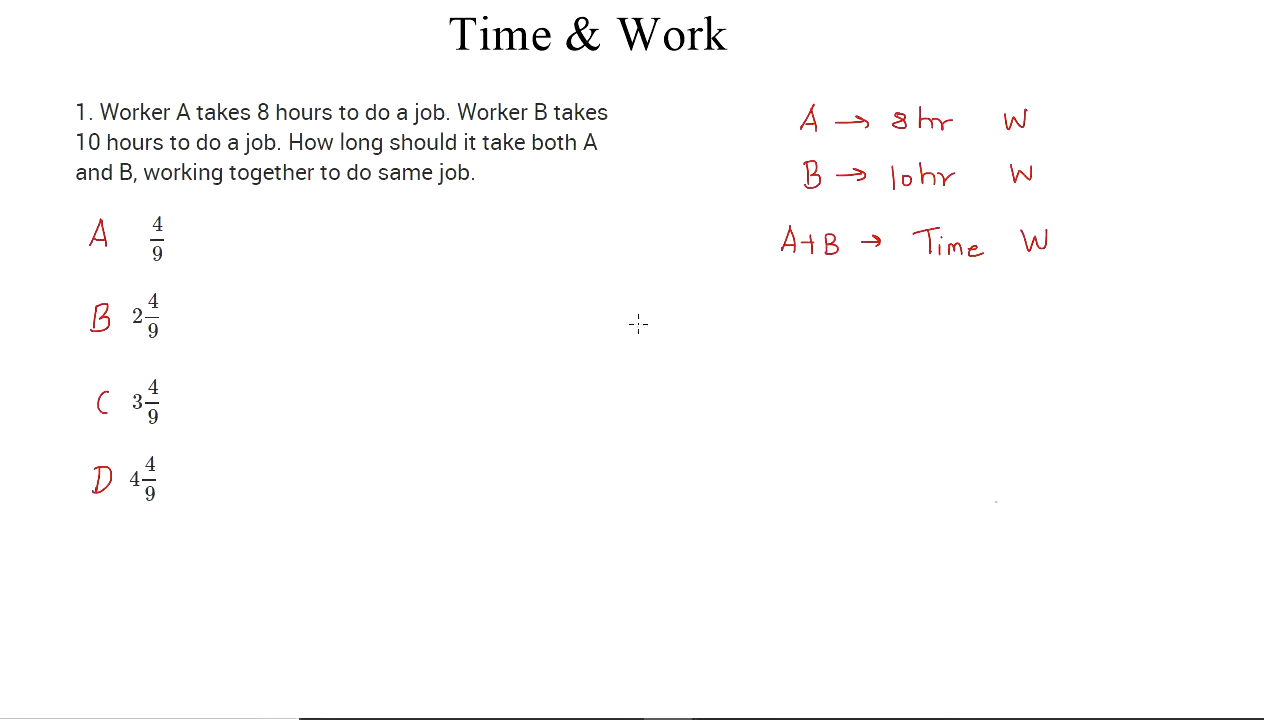 Time & Work
1. Worker A takes 8 hours to do a job. Worker B takes
10 hours to do a job. How long should it take both A
and B, working together to do same job.
A 4/9
B 2 4/9
C 3 4/9
D 4 4/9
A → 8 hr W
B → 10 hr W
A+B → Time W